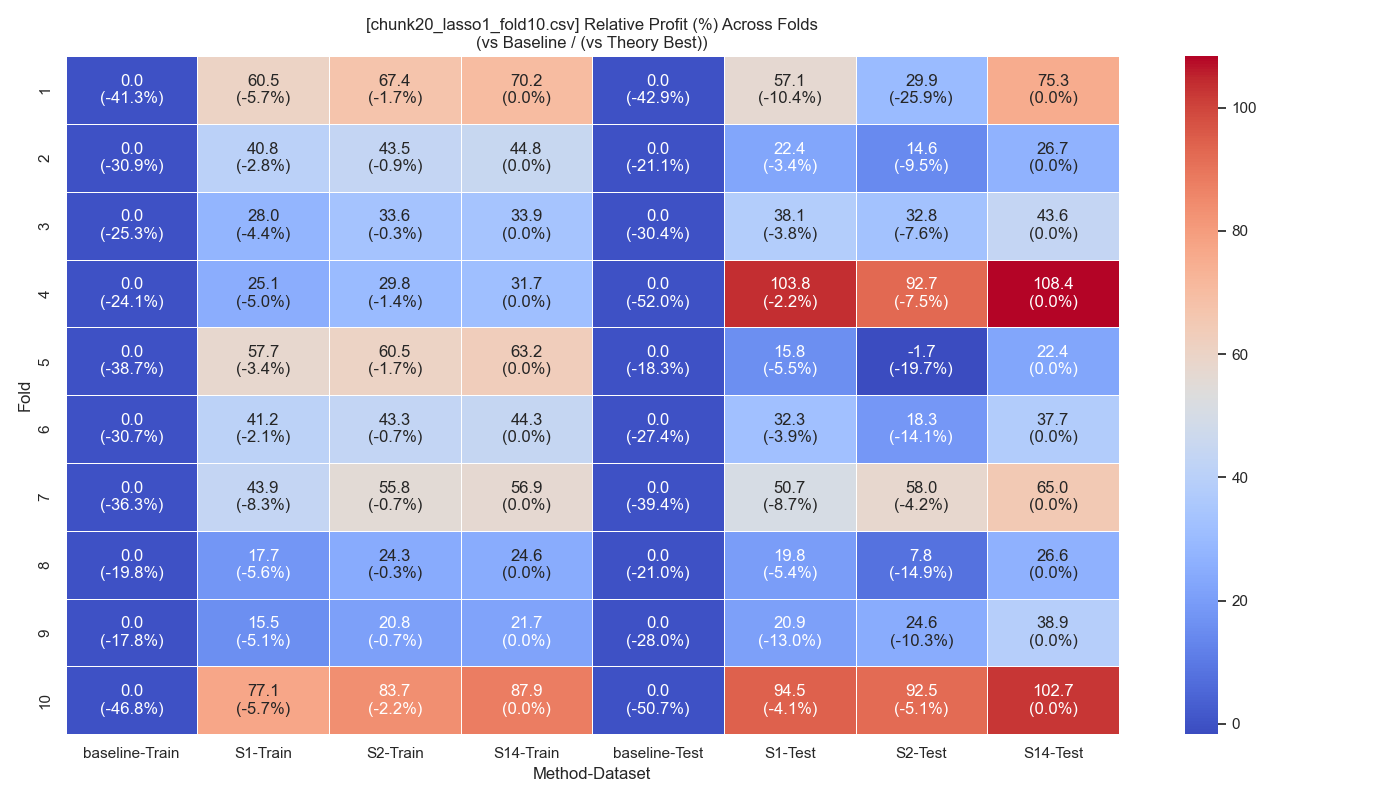 [chunk20_lasso1_fold10.csv] Relative Profit (%) Across Folds
(vs Baseline / (vs Theory Best))
Fold
1
0.0 60.5 67.4 70.2 0.0 57.1 29.9 75.3
(-41.3%) (-5.7%) (-1.7%) (0.0%) (-42.9%) (-10.4%) (-25.9%) (0.0%)
2
0.0 40.8 43.5 44.8 0.0 22.4 14.6 26.7
(-30.9%) (-2.8%) (-0.9%) (0.0%) (-21.1%) (-3.4%) (-9.5%) (0.0%)
3
0.0 28.0 33.6 33.9 0.0 38.1 32.8 43.6
(-25.3%) (-4.4%) (-0.3%) (0.0%) (-30.4%) (-3.8%) (-7.6%) (0.0%)
4
0.0 25.1 29.8 31.7 0.0 103.8 92.7 108.4
(-24.1%) (-5.0%) (-1.4%) (0.0%) (-52.0%) (-2.2%) (-7.5%) (0.0%)
5
0.0 57.7 60.5 63.2 0.0 15.8 -1.7 22.4
(-38.7%) (-3.4%) (-1.7%) (0.0%) (-18.3%) (-5.5%) (-19.7%) (0.0%)
6
0.0 41.2 43.3 44.3 0.0 32.3 18.3 37.7
(-30.7%) (-2.1%) (-0.7%) (0.0%) (-27.4%) (-3.9%) (-14.1%) (0.0%)
7
0.0 43.9 55.8 56.9 0.0 50.7 58.0 65.0
(-36.3%) (-8.3%) (-0.7%) (0.0%) (-39.4%) (-8.7%) (-4.2%) (0.0%)
8
0.0 17.7 24.3 24.6 0.0 19.8 7.8 26.6
(-19.8%) (-5.6%) (-0.3%) (0.0%) (-21.0%) (-5.4%) (-14.9%) (0.0%)
9
0.0 15.5 20.8 21.7 0.0 20.9 24.6 38.9
(-17.8%) (-5.1%) (-0.7%) (0.0%) (-28.0%) (-13.0%) (-10.3%) (0.0%)
10
0.0 77.1 83.7 87.9 0.0 94.5 92.5 102.7
(-46.8%) (-5.7%) (-2.2%) (0.0%) (-50.7%) (-4.1%) (-5.1%) (0.0%)
baseline-Train S1-Train S2-Train S14-Train baseline-Test S1-Test S2-Test S14-Test
Method-Dataset
100
80
60
40
20
0